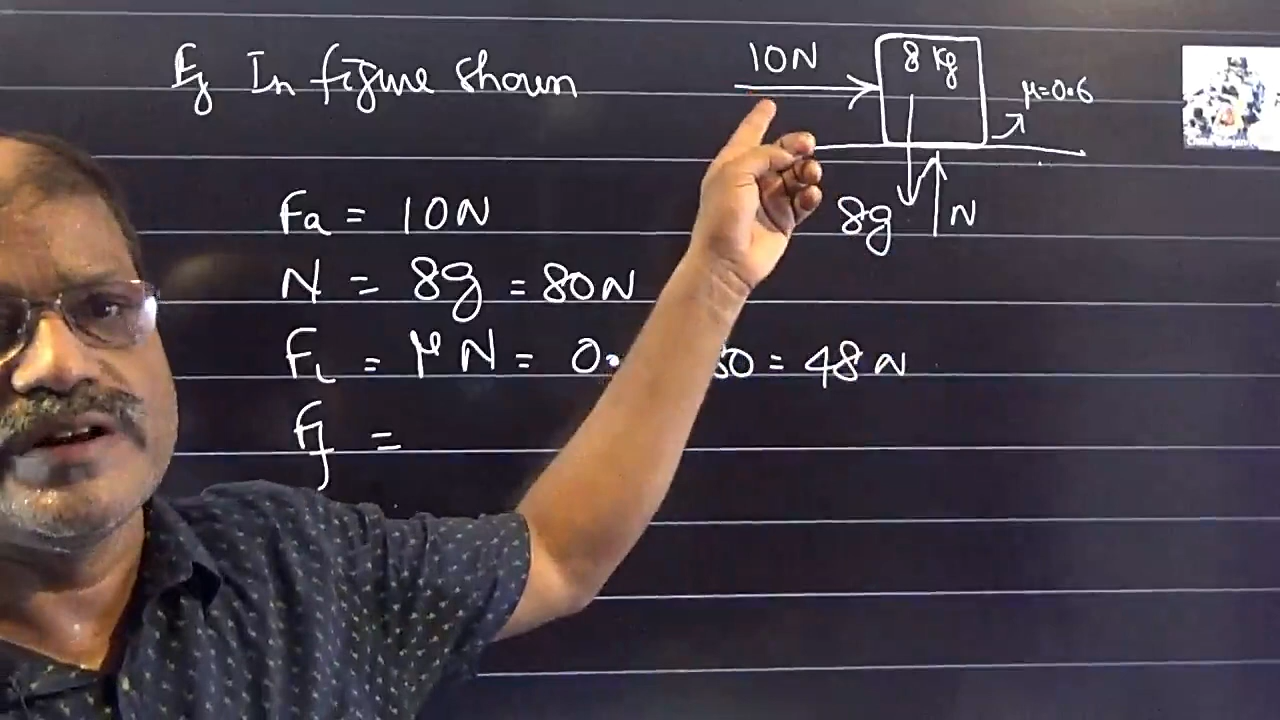 Eg In figure shown
10N
8 kg
μ=0.6
8g
N
Fa = 10N
N = 8g = 80N
FL = μN = 0. 80 = 48N
Ff =